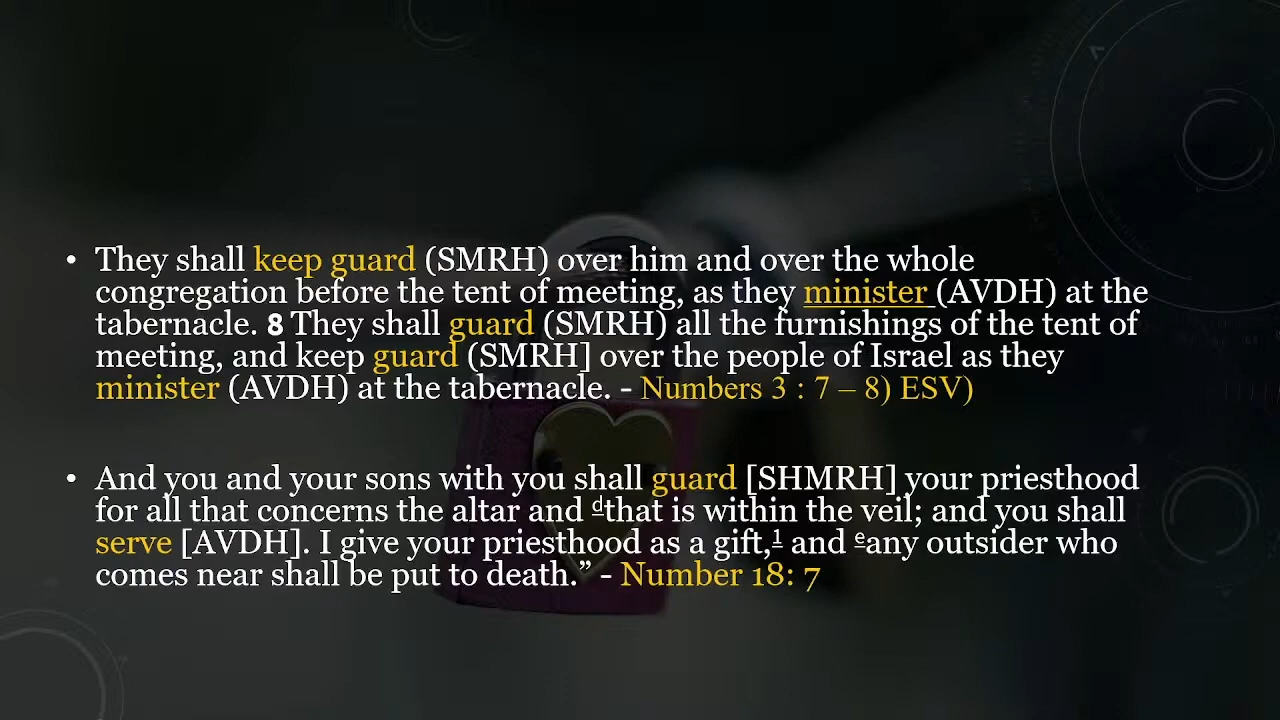 • They shall keep guard (SMRH) over him and over the whole
congregation before the tent of meeting, as they minister (AVDH) at the
tabernacle. 8 They shall guard (SMRH) all the furnishings of the tent of
meeting, and keep guard (SMRH] over the people of Israel as they
minister (AVDH) at the tabernacle. - Numbers 3 : 7 – 8) ESV)
• And you and your sons with you shall guard [SHMRH] your priesthood
for all that concerns the altar and dthat is within the veil; and you shall
serve [AVDH]. I give your priesthood as a gift,1 and eany outsider who
comes near shall be put to death.” - Number 18: 7